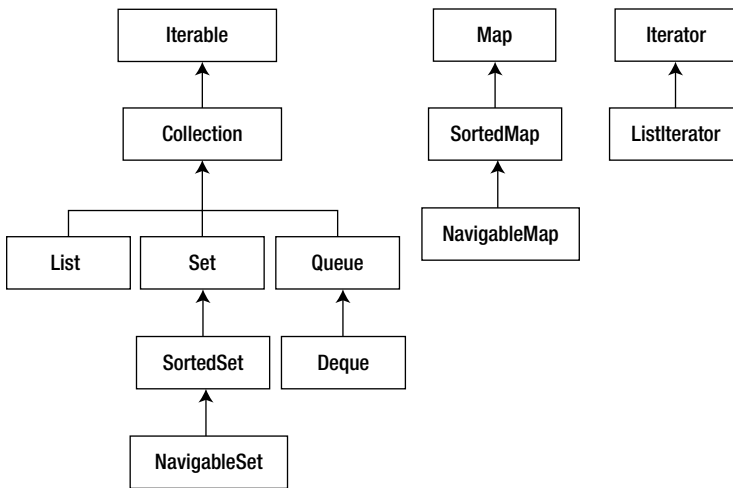 Iterable
Map
Iterator
Collection
SortedMap
ListIterator
List
Set
Queue
NavigableMap
SortedSet
Deque
NavigableSet